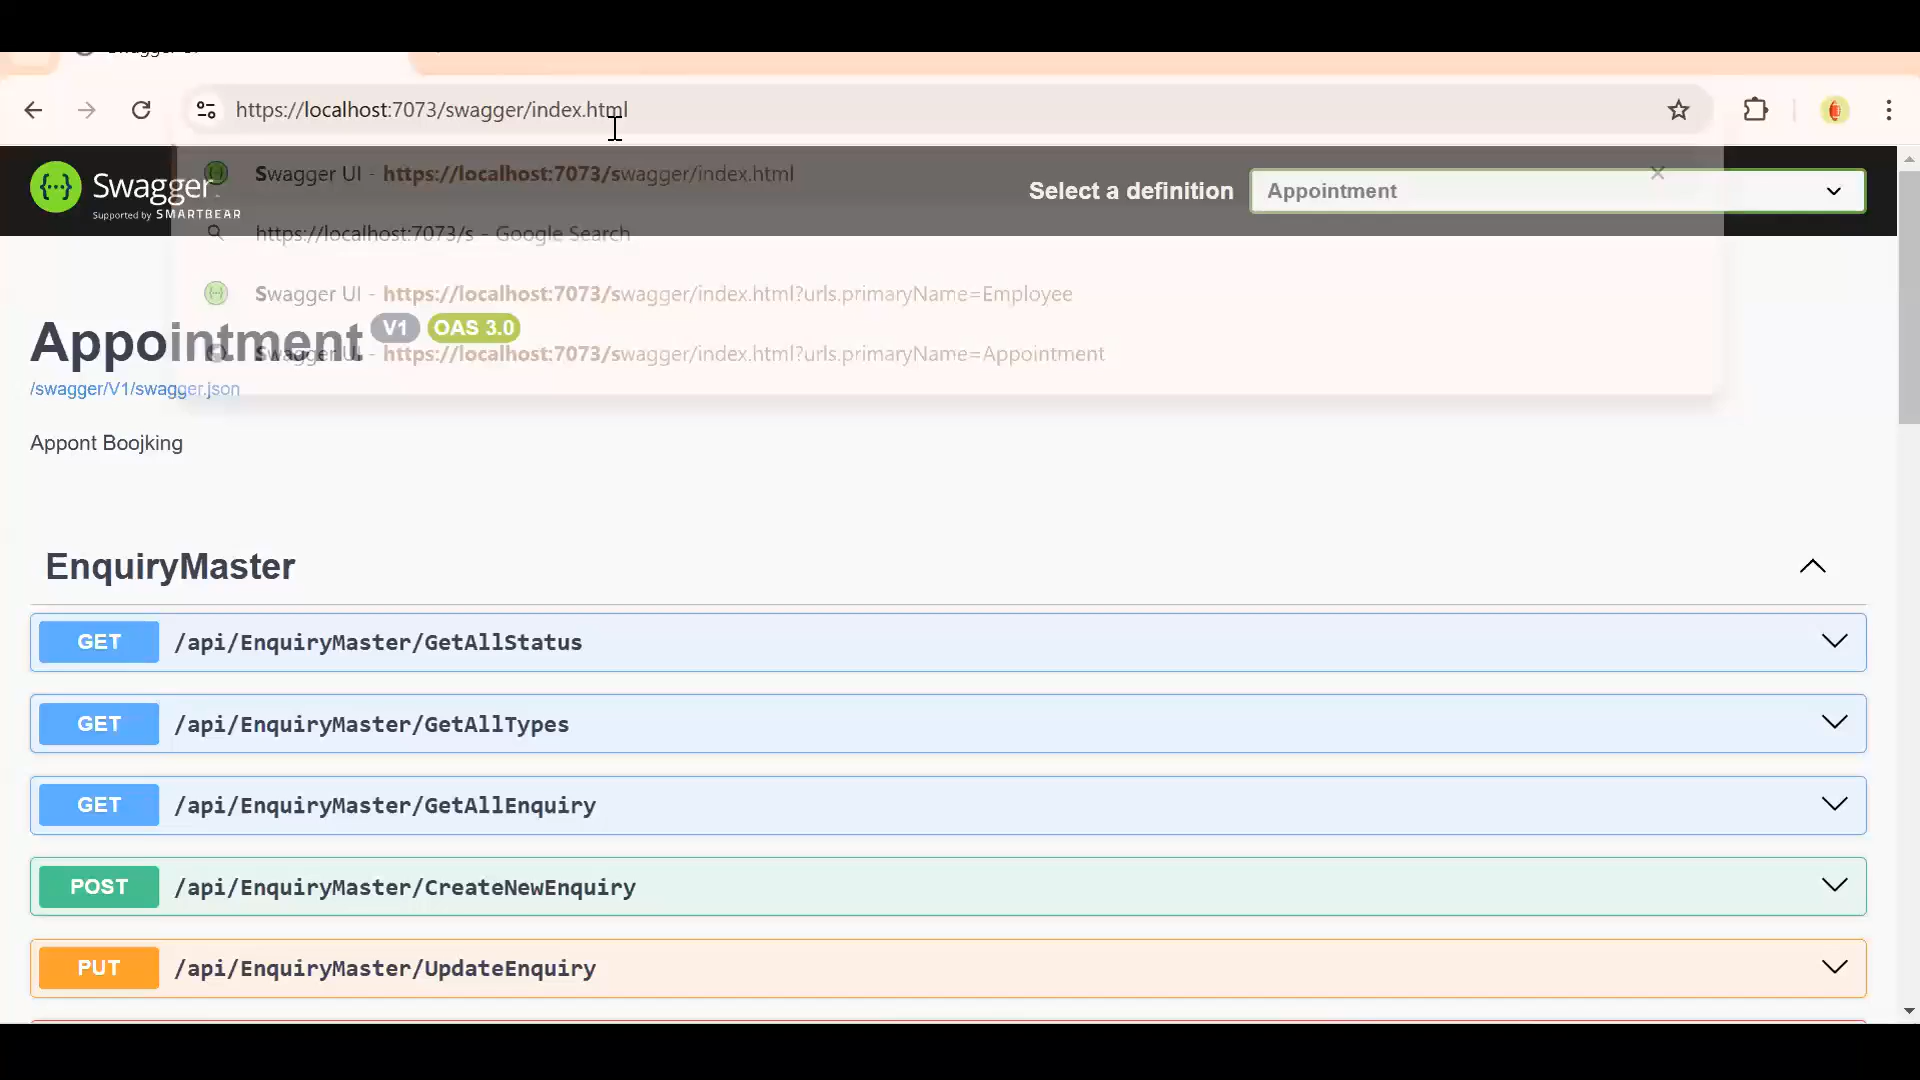 https://localhost:7073/swagger/index.html
Swagger UI - https://localhost:7073/swagger/index.html
https://localhost:7073/s - Google Search
Swagger UI - https://localhost:7073/swagger/index.html?urls.primaryName=Employee
Swagger UI - https://localhost:7073/swagger/index.html?urls.primaryName=Appointment
Swagger
Supported by SMARTBEAR
Select a definition
Appointment
Appointment V1 OAS 3.0
/swagger/V1/swagger.json
Appont Boojking
EnquiryMaster
GET /api/EnquiryMaster/GetAllStatus
GET /api/EnquiryMaster/GetAllTypes
GET /api/EnquiryMaster/GetAllEnquiry
POST /api/EnquiryMaster/CreateNewEnquiry
PUT /api/EnquiryMaster/UpdateEnquiry